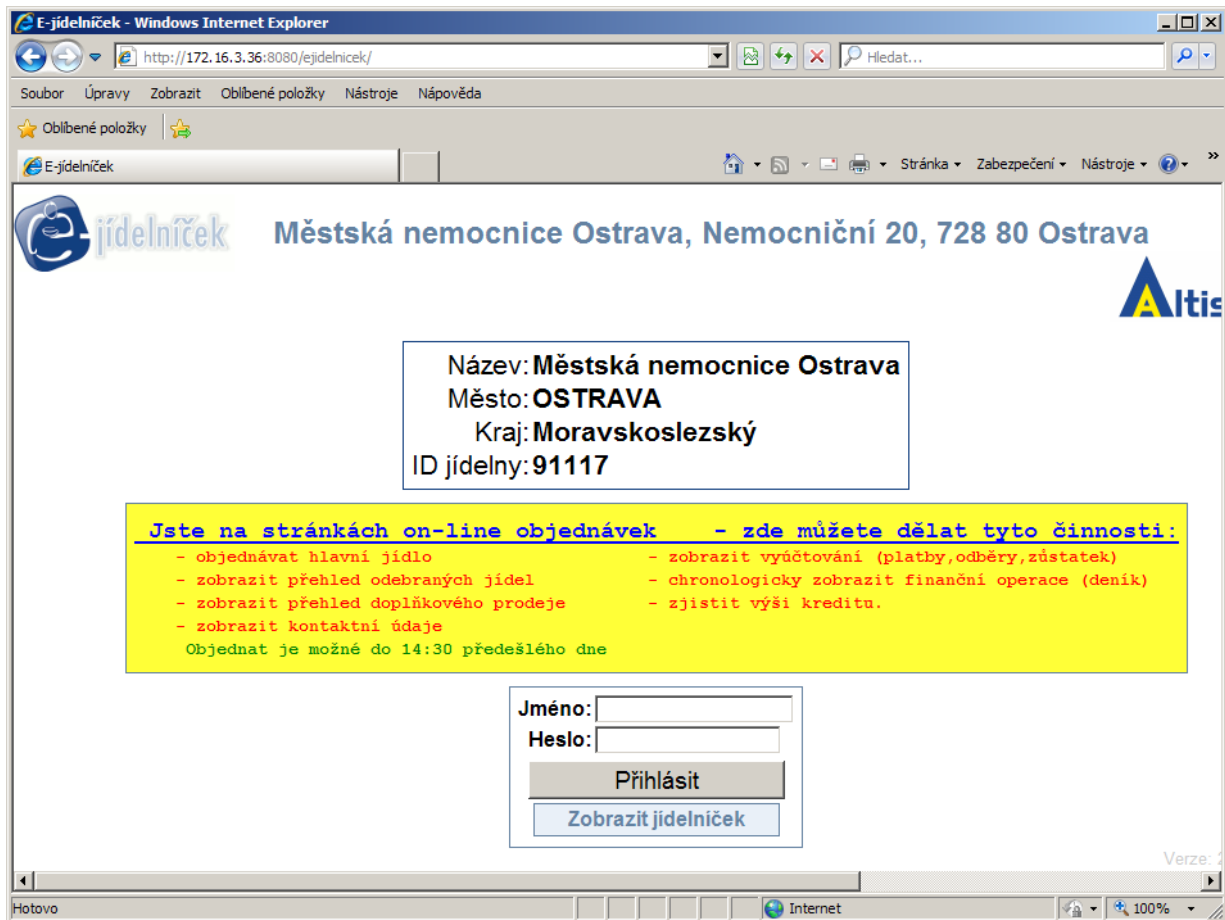 E-jídelníček - Windows Internet Explorer
http://172.16.3.36:8080/ejidelnicek/
Hledat...
Soubor Úpravy Zobrazit Oblíbené položky Nástroje Nápověda
Oblíbené položky
E-jídelníček
Stránka Zabezpečení Nástroje »
e jídelníček
Městská nemocnice Ostrava, Nemocniční 20, 728 80 Ostrava
Altis
Název: Městská nemocnice Ostrava
Město: OSTRAVA
Kraj: Moravskoslezský
ID jídelny: 91117
Jste na stránkách on-line objednávek - zde můžete dělat tyto činnosti:
- objednávat hlavní jídlo - zobrazit vyúčtování (platby,odběry,zůstatek)
- zobrazit přehled odebraných jídel - chronologicky zobrazit finanční operace (deník)
- zobrazit přehled doplňkového prodeje - zjistit výši kreditu.
- zobrazit kontaktní údaje
Objednat je možné do 14:30 předešlého dne
Jméno:
Heslo:
Přihlásit
Zobrazit jídelníček
Verze:
Hotovo
Internet
100%